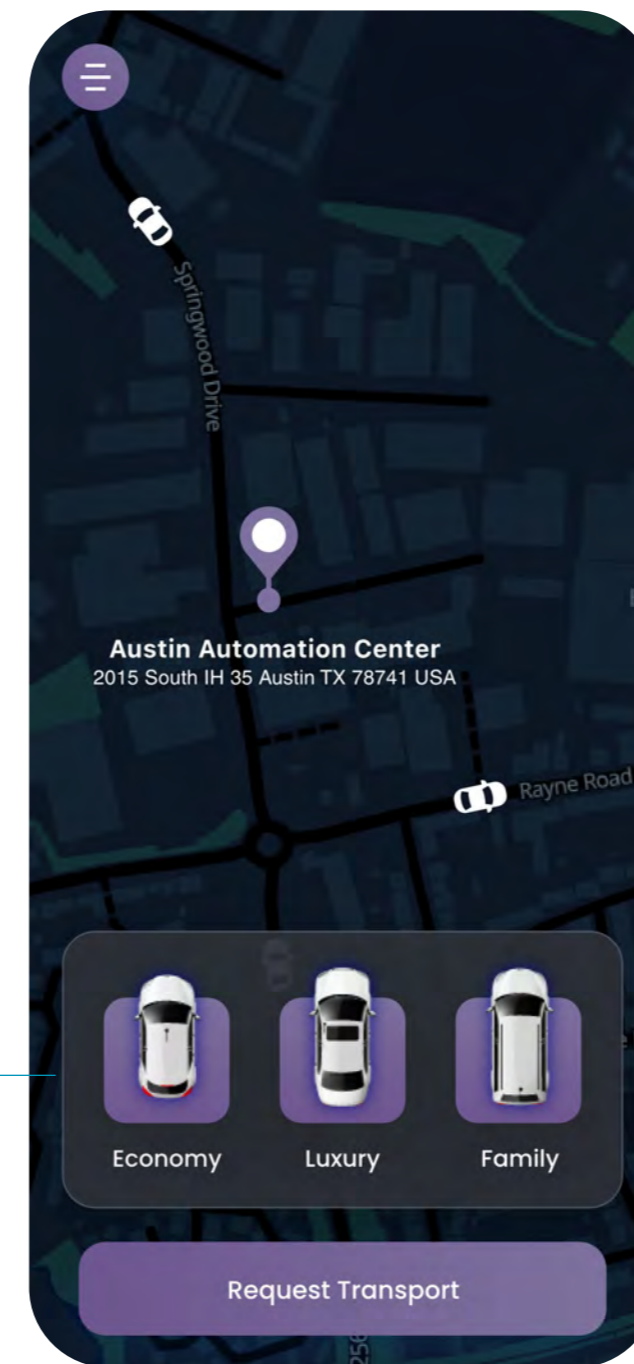 Springwood Drive
Austin Automation Center
2015 South IH 35 Austin TX 78741 USA
Rayne Road
Economy
Luxury
Family
Request Transport